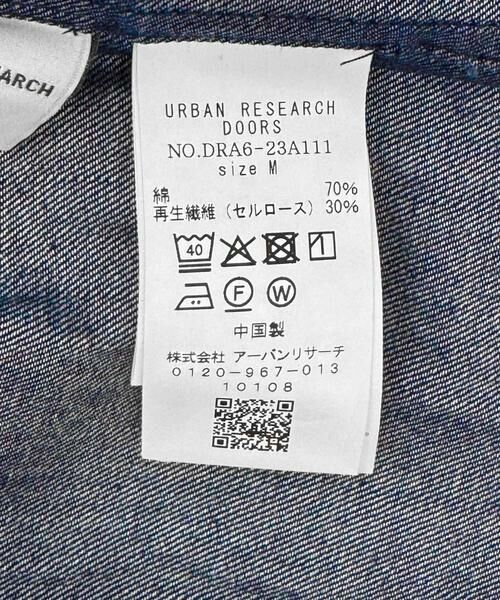 ARCH
URBAN RESEARCH
DOORS
NO.DRA6-23A111
size M
綿 70%
再生繊維 (セルロース) 30%
40
F W
中国製
株式会社 アーバンリサーチ
0120-967-013
10108